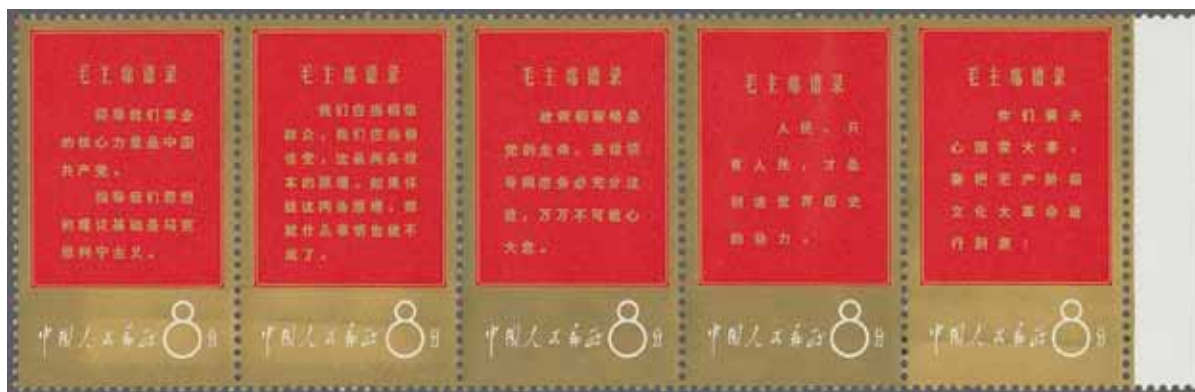 毛主席语录
领导我们事业
的核心力量是中国
共产党。
指导我们思想
的理论基础是马克
思列宁主义。
中国人民邮政 8分
毛主席语录
我们应当相信
群众，我们应当相
信党，这是两条根
本的原理。如果怀
疑这两条原理，那
就什么事情也做不
成了。
中国人民邮政 8分
毛主席语录
政策和策略是
党的生命，各级领
导同志务必充分注
意，万万不可粗心
大意。
中国人民邮政 8分
毛主席语录
人民，只
有人民，才是
创造世界历史
的动力。
中国人民邮政 8分
毛主席语录
你们要关
心国家大事，
要把无产阶级
文化大革命进
行到底！
中国人民邮政 8分